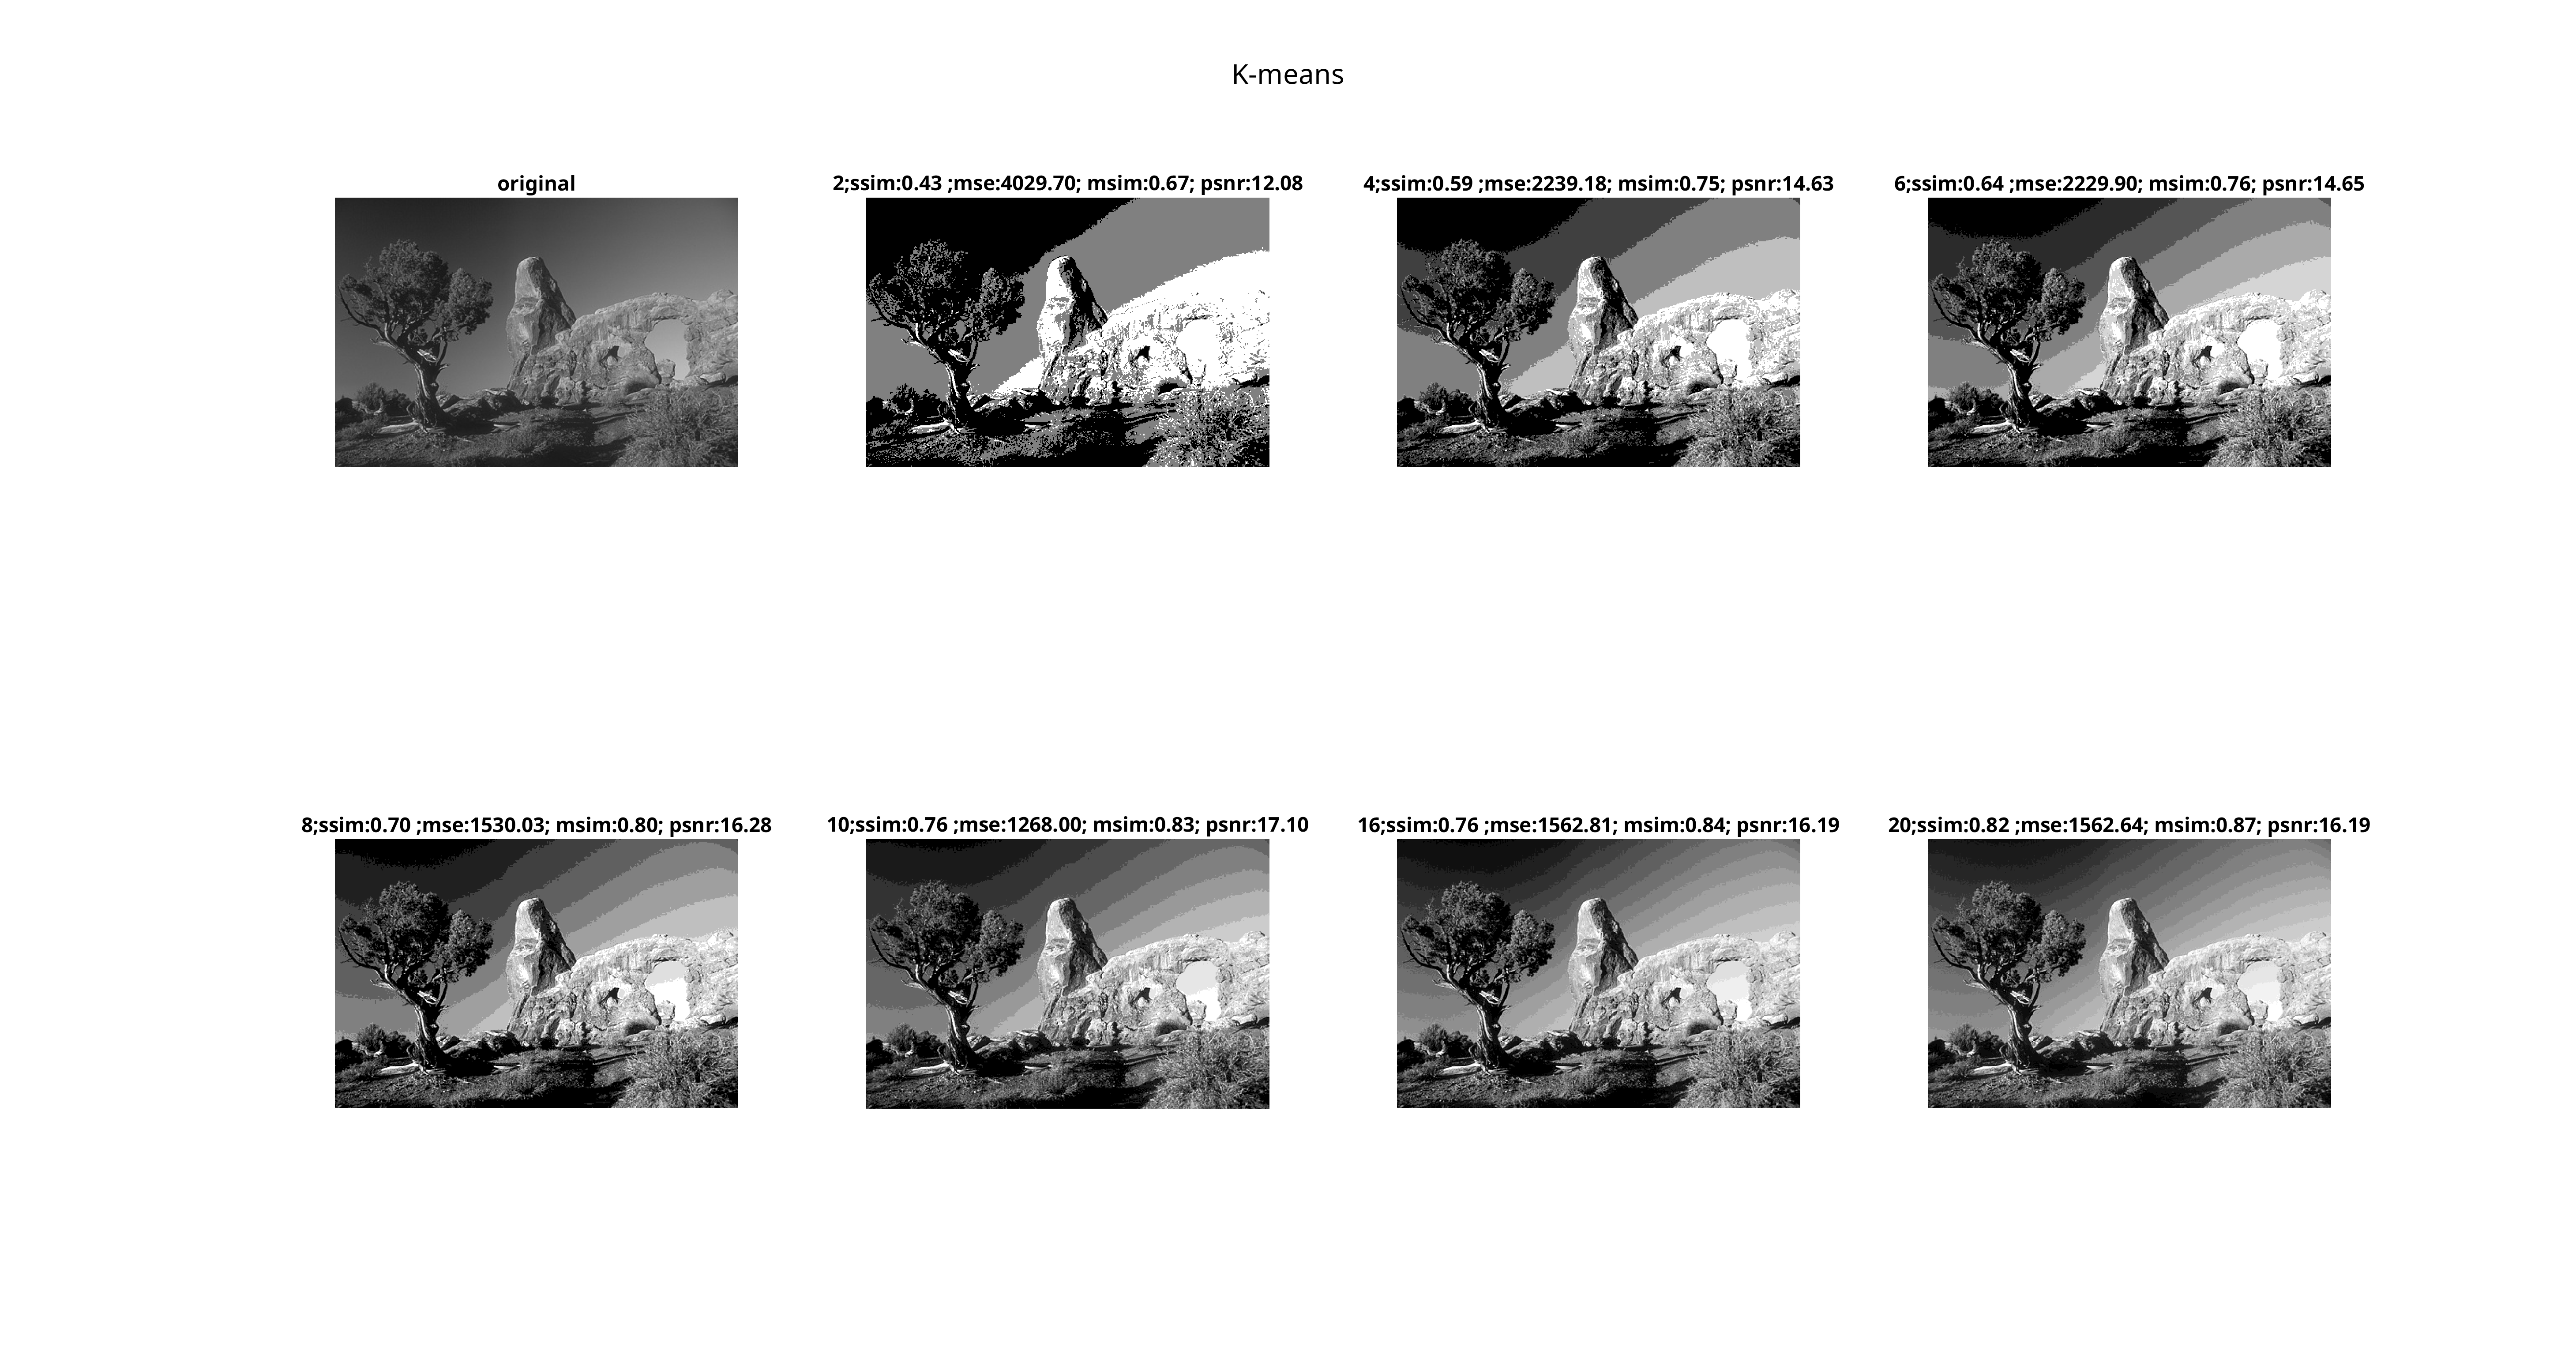 K-means
original
2;ssim:0.43 ;mse:4029.70; msim:0.67; psnr:12.08
4;ssim:0.59 ;mse:2239.18; msim:0.75; psnr:14.63
6;ssim:0.64 ;mse:2229.90; msim:0.76; psnr:14.65
8;ssim:0.70 ;mse:1530.03; msim:0.80; psnr:16.28
10;ssim:0.76 ;mse:1268.00; msim:0.83; psnr:17.10
16;ssim:0.76 ;mse:1562.81; msim:0.84; psnr:16.19
20;ssim:0.82 ;mse:1562.64; msim:0.87; psnr:16.19